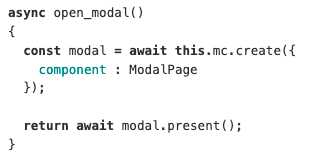 async open_modal()
{
  const modal = await this.mc.create({
    component : ModalPage
  });

  return await modal.present();
}